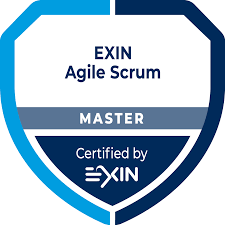 EXIN
Agile Scrum
MASTER
Certified by
EXIN